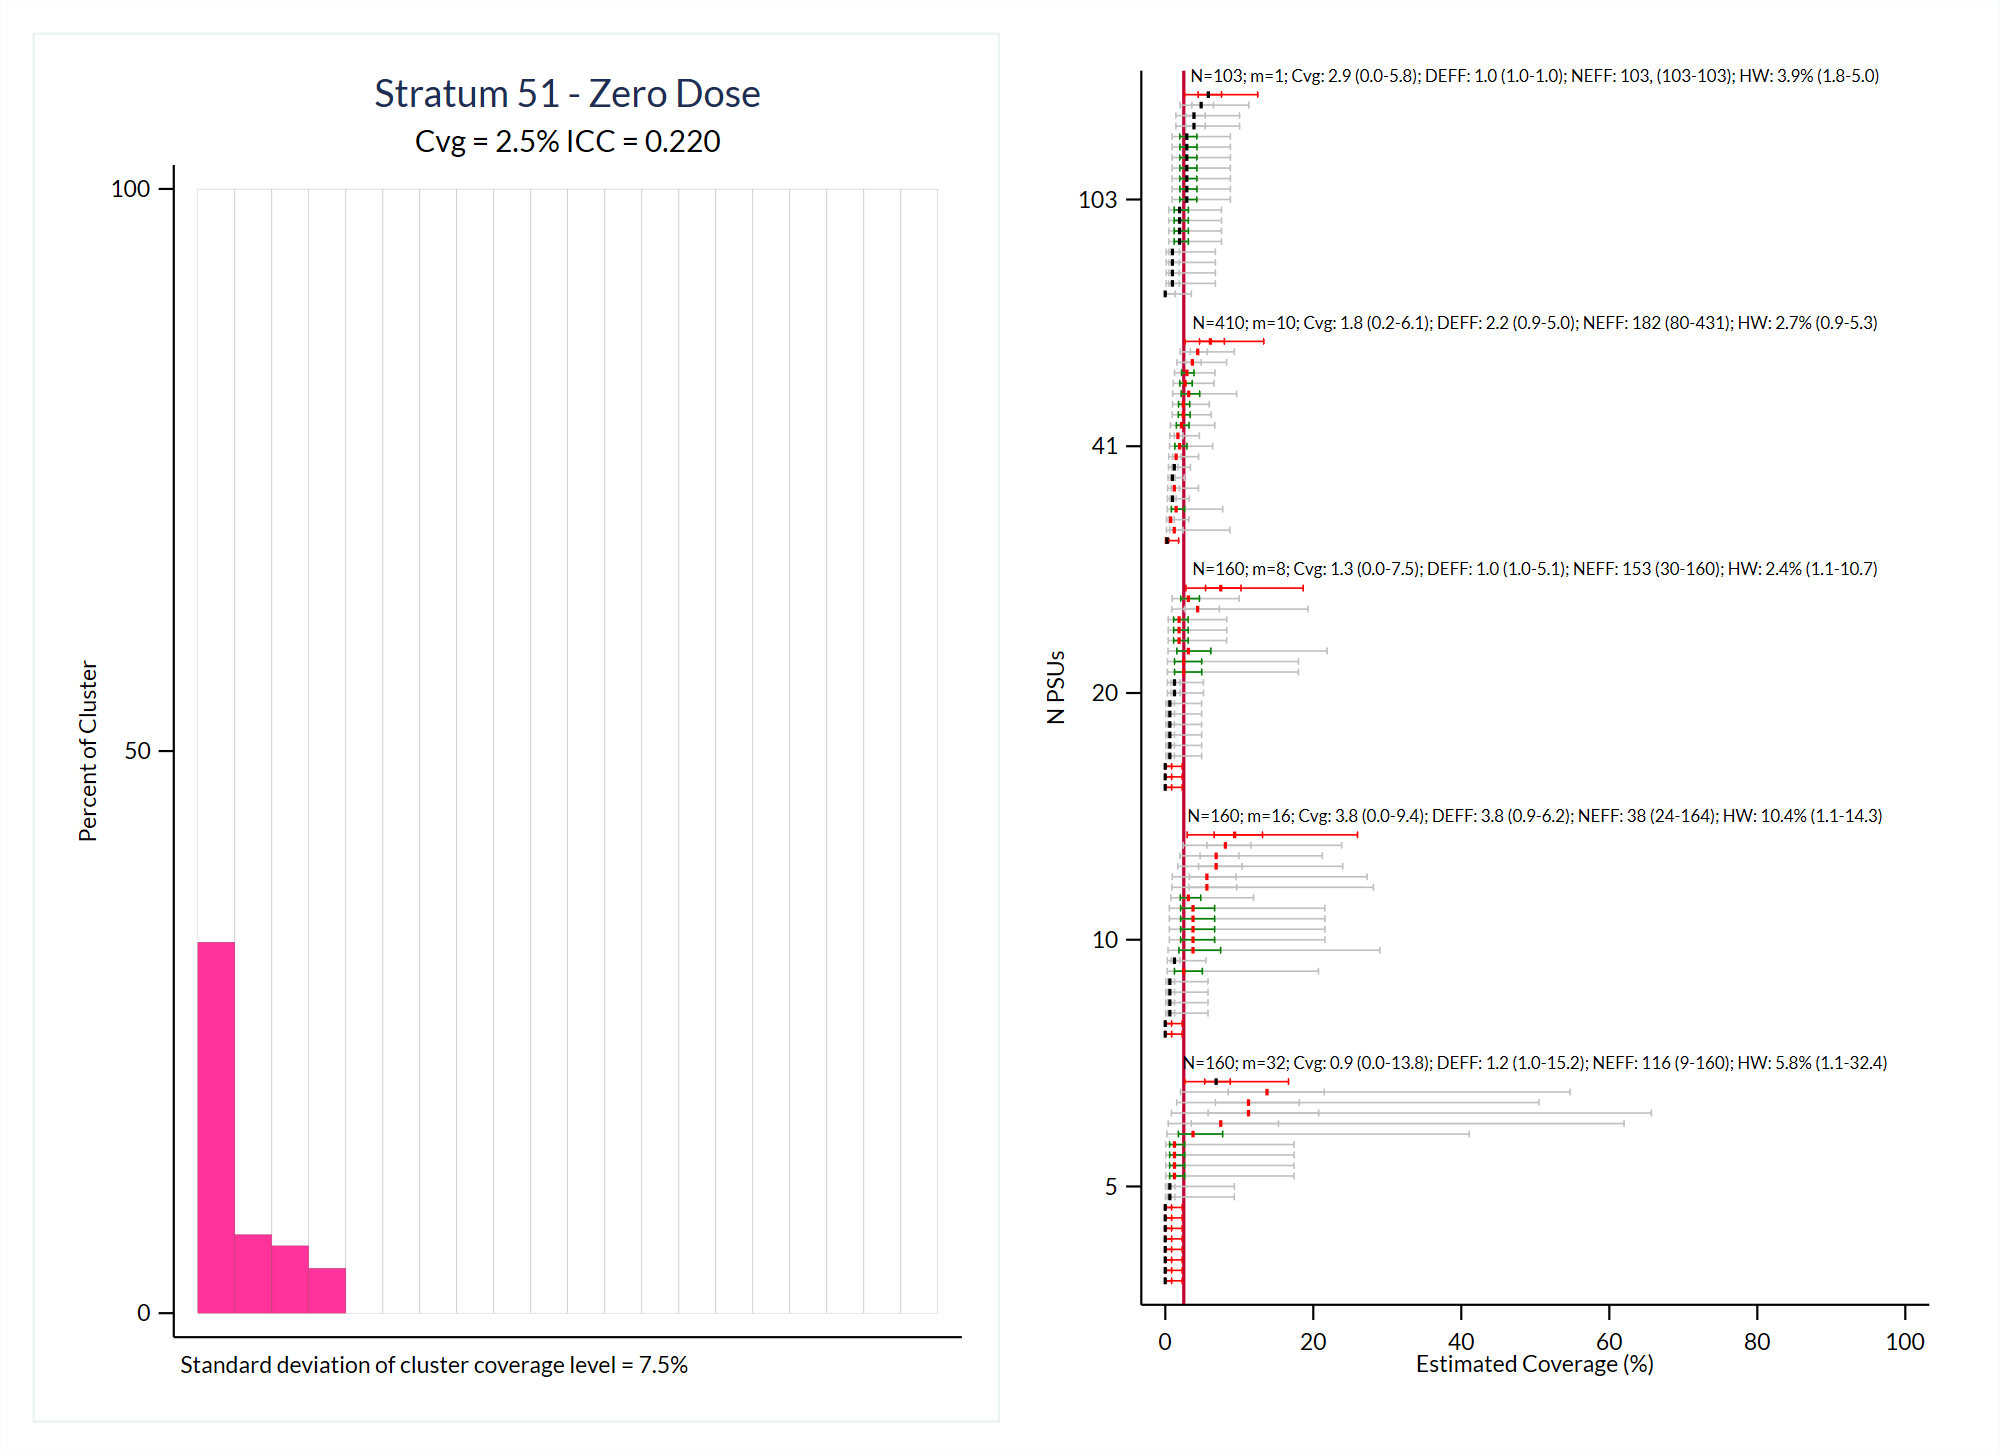 Stratum 51 - Zero Dose
Cvg = 2.5% ICC = 0.220
Percent of Cluster
100
50
0
Standard deviation of cluster coverage level = 7.5%
N PSUs
N=103; m=1; Cvg: 2.9 (0.0-5.8); DEFF: 1.0 (1.0-1.0); NEFF: 103, (103-103); HW: 3.9% (1.8-5.0)
103
N=410; m=10; Cvg: 1.8 (0.2-6.1); DEFF: 2.2 (0.9-5.0); NEFF: 182 (80-431); HW: 2.7% (0.9-5.3)
41
N=160; m=8; Cvg: 1.3 (0.0-7.5); DEFF: 1.0 (1.0-5.1); NEFF: 153 (30-160); HW: 2.4% (1.1-10.7)
20
N=160; m=16; Cvg: 3.8 (0.0-9.4); DEFF: 3.8 (0.9-6.2); NEFF: 38 (24-164); HW: 10.4% (1.1-14.3)
10
N=160; m=32; Cvg: 0.9 (0.0-13.8); DEFF: 1.2 (1.0-15.2); NEFF: 116 (9-160); HW: 5.8% (1.1-32.4)
5
0 20 40 60 80 100
Estimated Coverage (%)